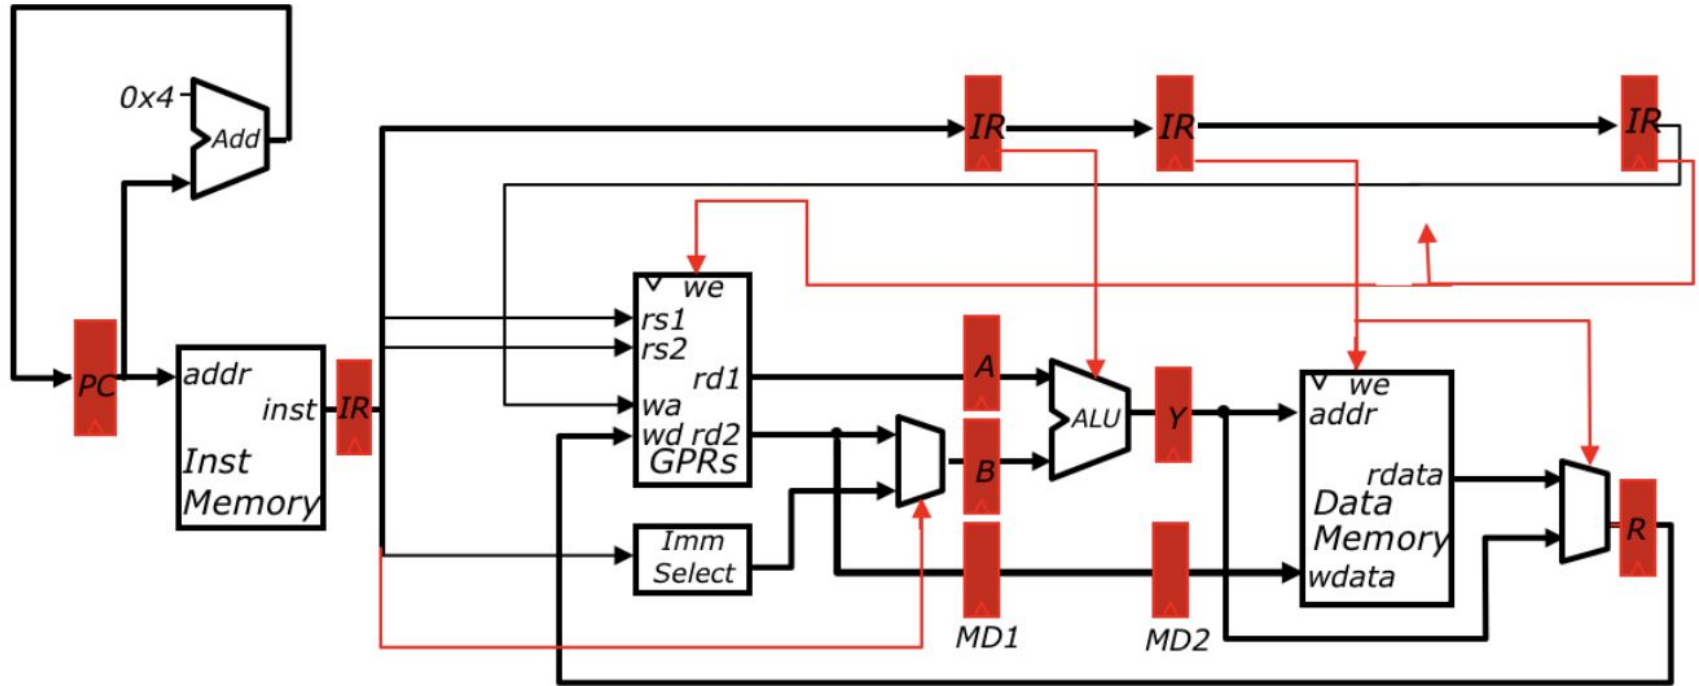 0x4
Add
PC
addr
inst
Inst
Memory
IR
IR
IR
IR
we
rs1
rs2
rd1
wa
wd rd2
GPRs
Imm
Select
A
B
MD1
ALU
Y
MD2
we
addr
rdata
Data
Memory
wdata
R